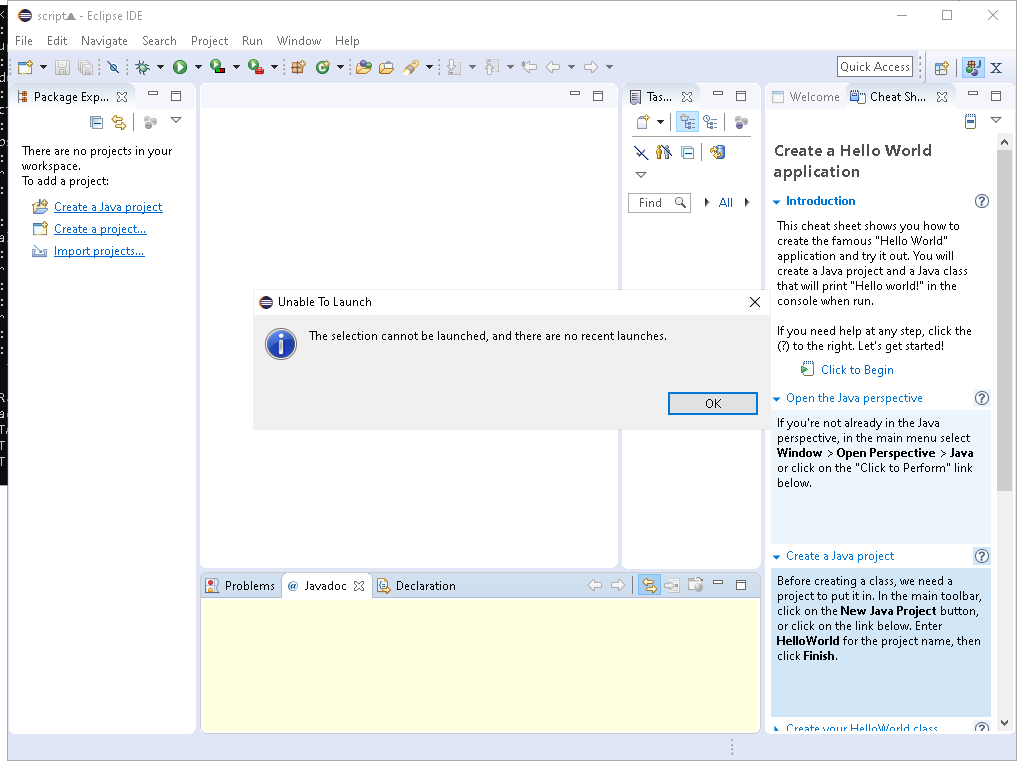 script▲ - Eclipse IDE
File Edit Navigate Search Project Run Window Help
Quick Access
Package Exp...
There are no projects in your
workspace.
To add a project:
Create a Java project
Create a project...
Import projects...
Tas...
Find
All
Welcome
Cheat Sh...
Create a Hello World
application
Introduction
This cheat sheet shows you how to
create the famous "Hello World"
application and try it out. You will
create a Java project and a Java class
that will print "Hello world!" in the
console when run.
If you need help at any step, click the
(?) to the right. Let's get started!
Click to Begin
Open the Java perspective
If you're not already in the Java
perspective, in the main menu select
Window > Open Perspective > Java
or click on the "Click to Perform" link
below.
Create a Java project
Before creating a class, we need a
project to put it in. In the main toolbar,
click on the New Java Project button,
or click on the link below. Enter
HelloWorld for the project name, then
click Finish.
Create your HelloWorld class
Unable To Launch
The selection cannot be launched, and there are no recent launches.
OK
Problems
@ Javadoc
Declaration